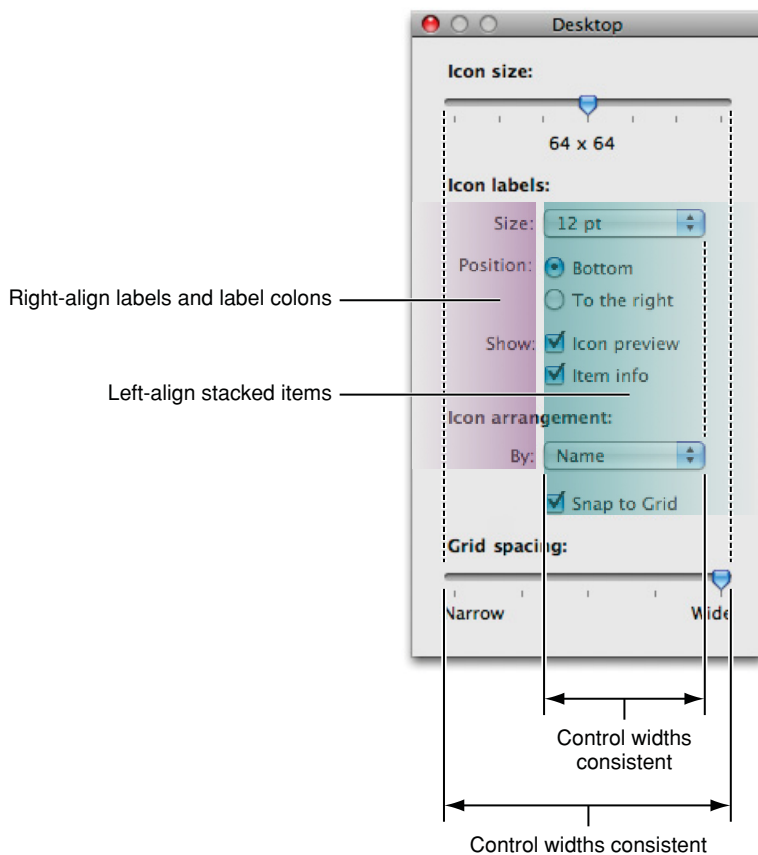 Desktop
Icon size:
64 x 64
Icon labels:
Size: 12 pt
Position: Bottom
To the right
Right-align labels and label colons
Show: Icon preview
Item info
Left-align stacked items
Icon arrangement:
By: Name
Snap to Grid
Grid spacing:
Narrow Wide
Control widths
consistent
Control widths consistent